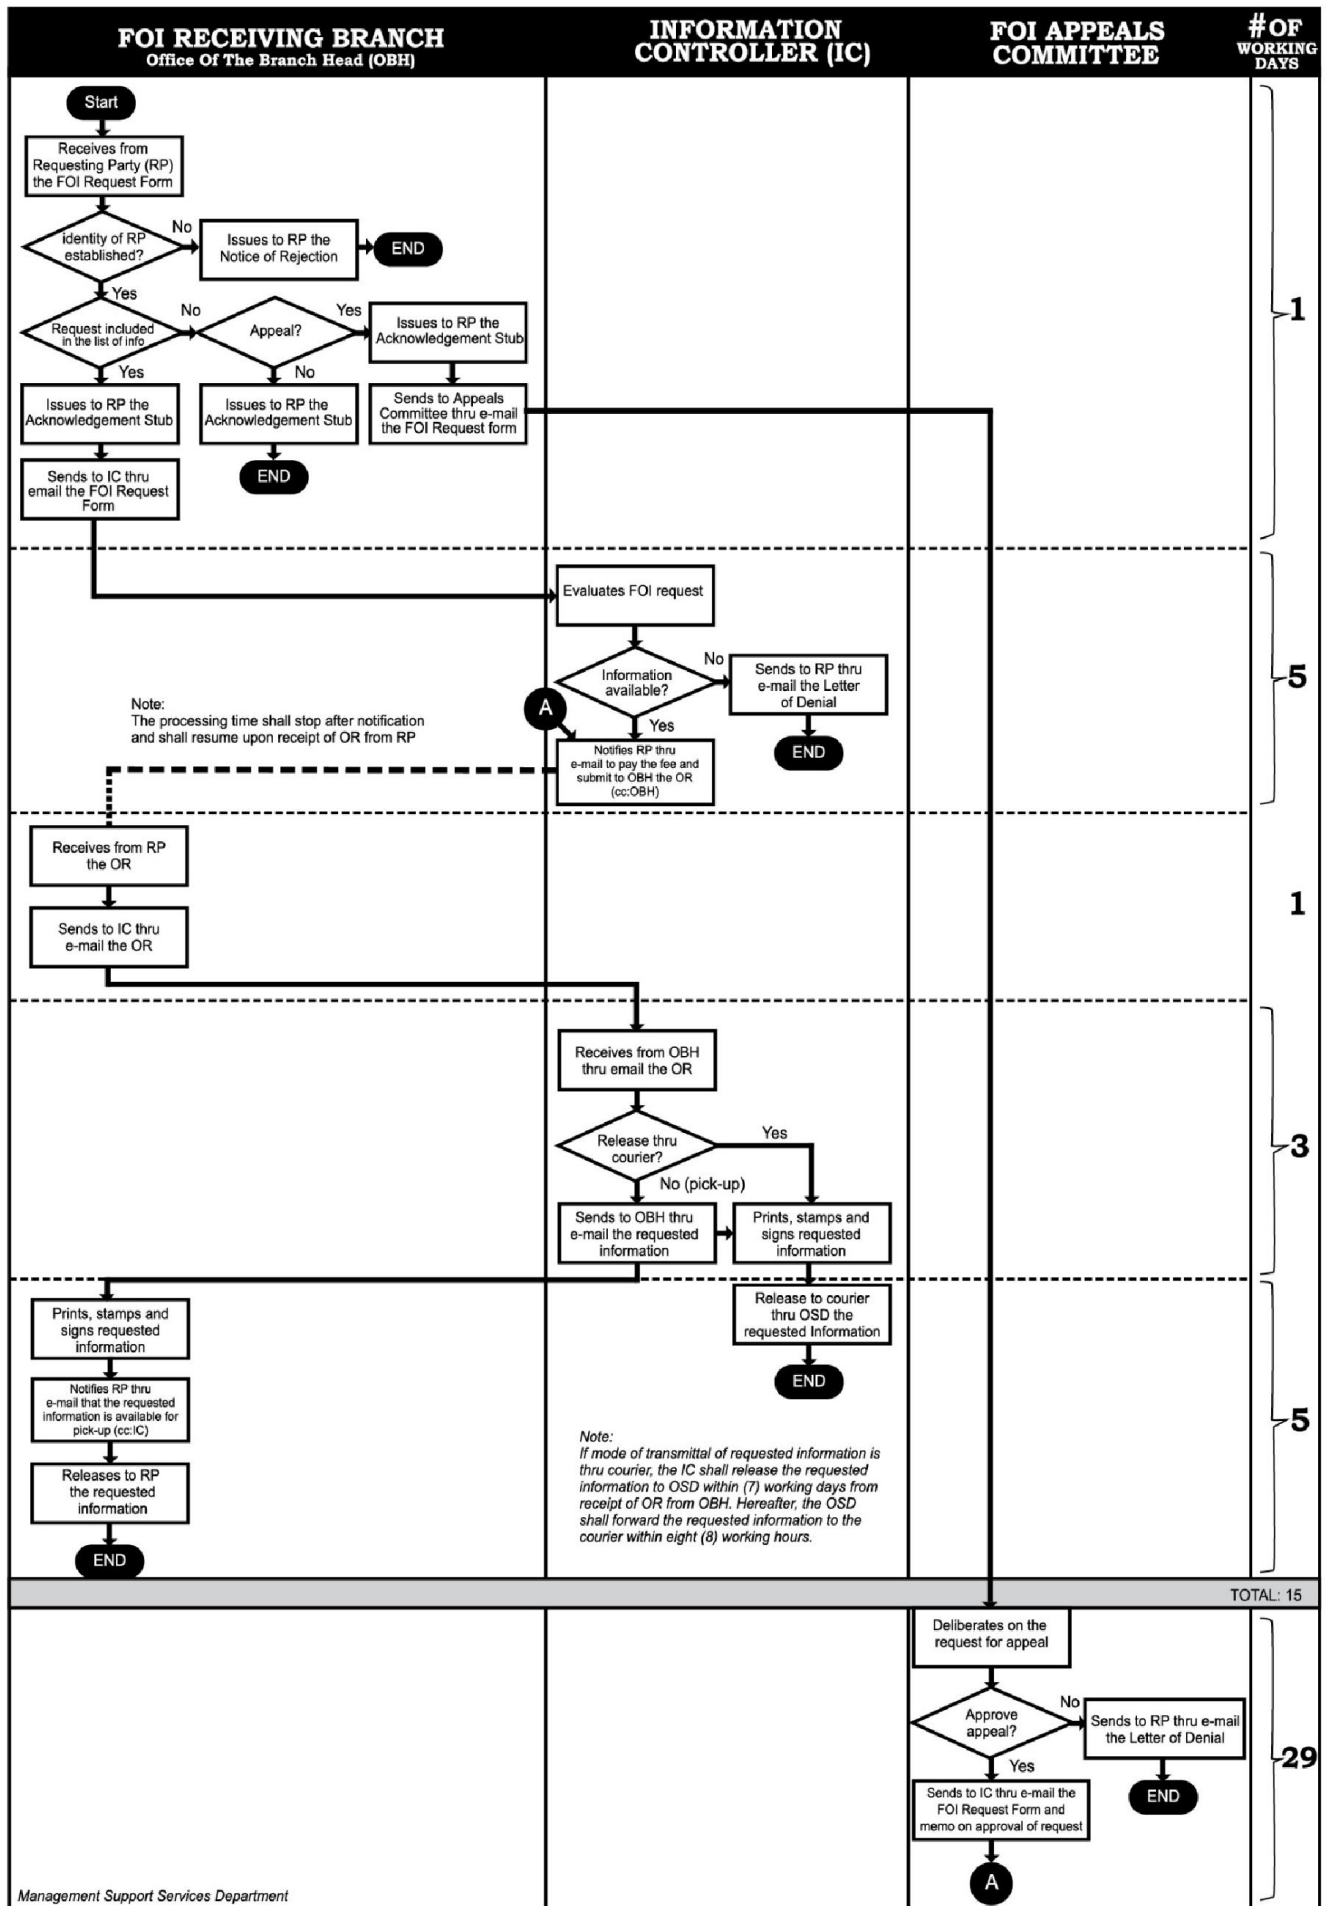 FOI RECEIVING BRANCH
Office Of The Branch Head (OBH)
INFORMATION
CONTROLLER (IC)
FOI APPEALS
COMMITTEE
# OF
WORKING
DAYS
Start
Receives from
Requesting Party (RP)
the FOI Request Form
identity of RP
established?
No
Issues to RP the
Notice of Rejection
END
Yes
Request included
in the list of info
No
Appeal?
Yes
Issues to RP the
Acknowledgement Stub
Yes
No
Issues to RP the
Acknowledgement Stub
Issues to RP the
Acknowledgement Stub
Sends to Appeals
Committee thru e-mail
the FOI Request form
END
Sends to IC thru
email the FOI Request
Form
1
Evaluates FOI request
Information
available?
No
Sends to RP thru
e-mail the Letter
of Denial
END
Yes
A
Notifies RP thru
e-mail to pay the fee and
submit to OBH the OR
(cc:OBH)
Note:
The processing time shall stop after notification
and shall resume upon receipt of OR from RP
5
Receives from RP
the OR
Sends to IC thru
e-mail the OR
1
Receives from OBH
thru email the OR
Release thru
courier?
Yes
No (pick-up)
Sends to OBH thru
e-mail the requested
information
Prints, stamps and
signs requested
information
3
Release to courier
thru OSD the
requested Information
END
Prints, stamps and
signs requested
information
Notifies RP thru
e-mail that the requested
information is available for
pick-up (cc:IC)
Releases to RP
the requested
information
END
Note:
If mode of transmittal of requested information is
thru courier, the IC shall release the requested
information to OSD within (7) working days from
receipt of OR from OBH. Hereafter, the OSD
shall forward the requested information to the
courier within eight (8) working hours.
5
TOTAL: 15
Deliberates on the
request for appeal
Approve
appeal?
No
Sends to RP thru e-mail
the Letter of Denial
END
Yes
Sends to IC thru e-mail the
FOI Request Form and
memo on approval of request
A
29
Management Support Services Department